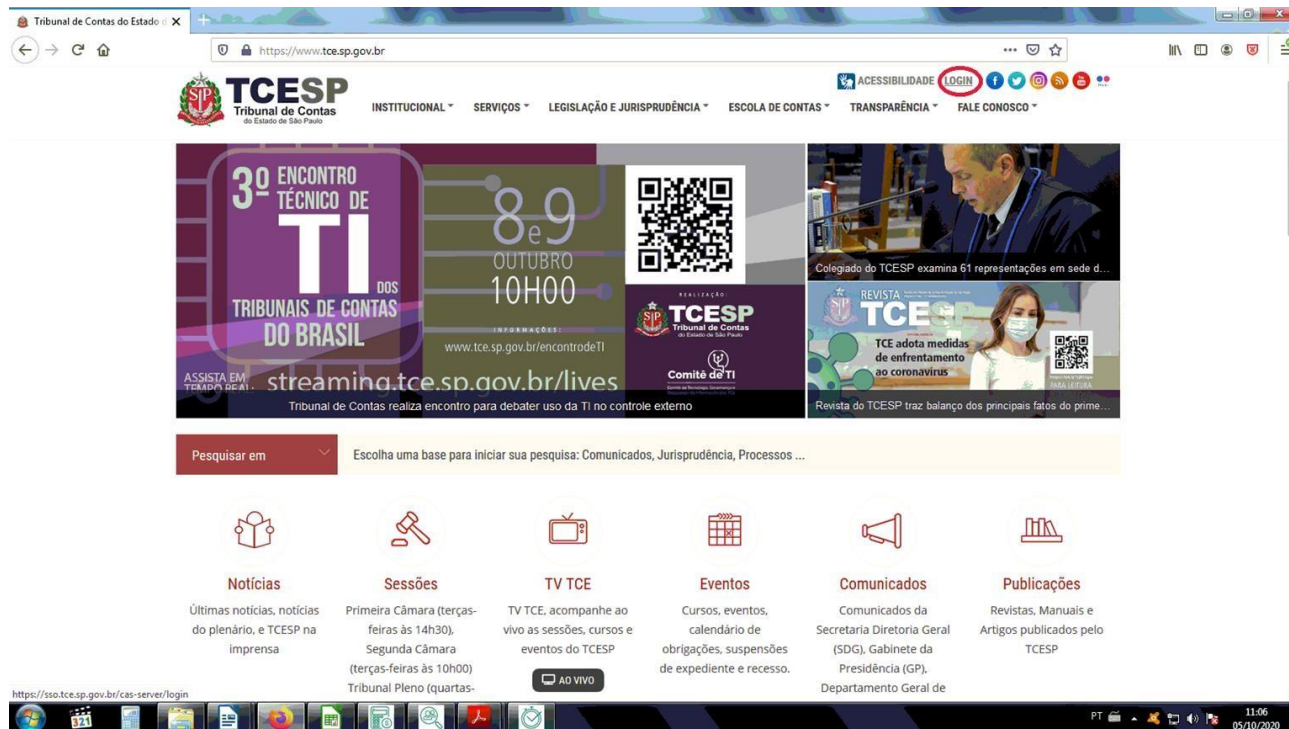 Tribunal de Contas do Estado d
https://www.tce.sp.gov.br
ACESSIBILIDADE LOGIN
TCESP
Tribunal de Contas
do Estado de São Paulo
INSTITUCIONAL SERVIÇOS LEGISLAÇÃO E JURISPRUDÊNCIA ESCOLA DE CONTAS TRANSPARÊNCIA FALE CONOSCO
3º ENCONTRO
TÉCNICO DE
TI
DOS
TRIBUNAIS DE CONTAS
DO BRASIL
8 e 9
OUTUBRO
10H00
INFORMAÇÕES:
www.tce.sp.gov.br/encontrodeTI
REALIZAÇÃO:
TCESP
Tribunal de Contas
do Estado de São Paulo
Comitê de TI
ASSISTA EM
TEMPO REAL:
streaming.tce.sp.gov.br/lives
Tribunal de Contas realiza encontro para debater uso da TI no controle externo
Colegiado do TCESP examina 61 representações em sede d...
REVISTA
TCESP
TCE adota medidas
de enfrentamento
ao coronavírus
PARA LEITURA
Revista do TCESP traz balanço dos principais fatos do prime...
Pesquisar em
Escolha uma base para iniciar sua pesquisa: Comunicados, Jurisprudência, Processos ...
Notícias
Últimas notícias, notícias
do plenário, e TCESP na
imprensa
Sessões
Primeira Câmara (terças-
feiras às 14h30),
Segunda Câmara
(terças-feiras às 10h00)
Tribunal Pleno (quartas-
TV TCE
TV TCE, acompanhe ao
vivo as sessões, cursos e
eventos do TCESP
AO VIVO
Eventos
Cursos, eventos,
calendário de
obrigações, suspensões
de expediente e recesso.
Comunicados
Comunicados da
Secretaria Diretoria Geral
(SDG), Gabinete da
Presidência (GP),
Departamento Geral de
Publicações
Revistas, Manuais e
Artigos publicados pelo
TCESP
https://sso.tce.sp.gov.br/cas-server/login
321
PT
11:06
05/10/2020